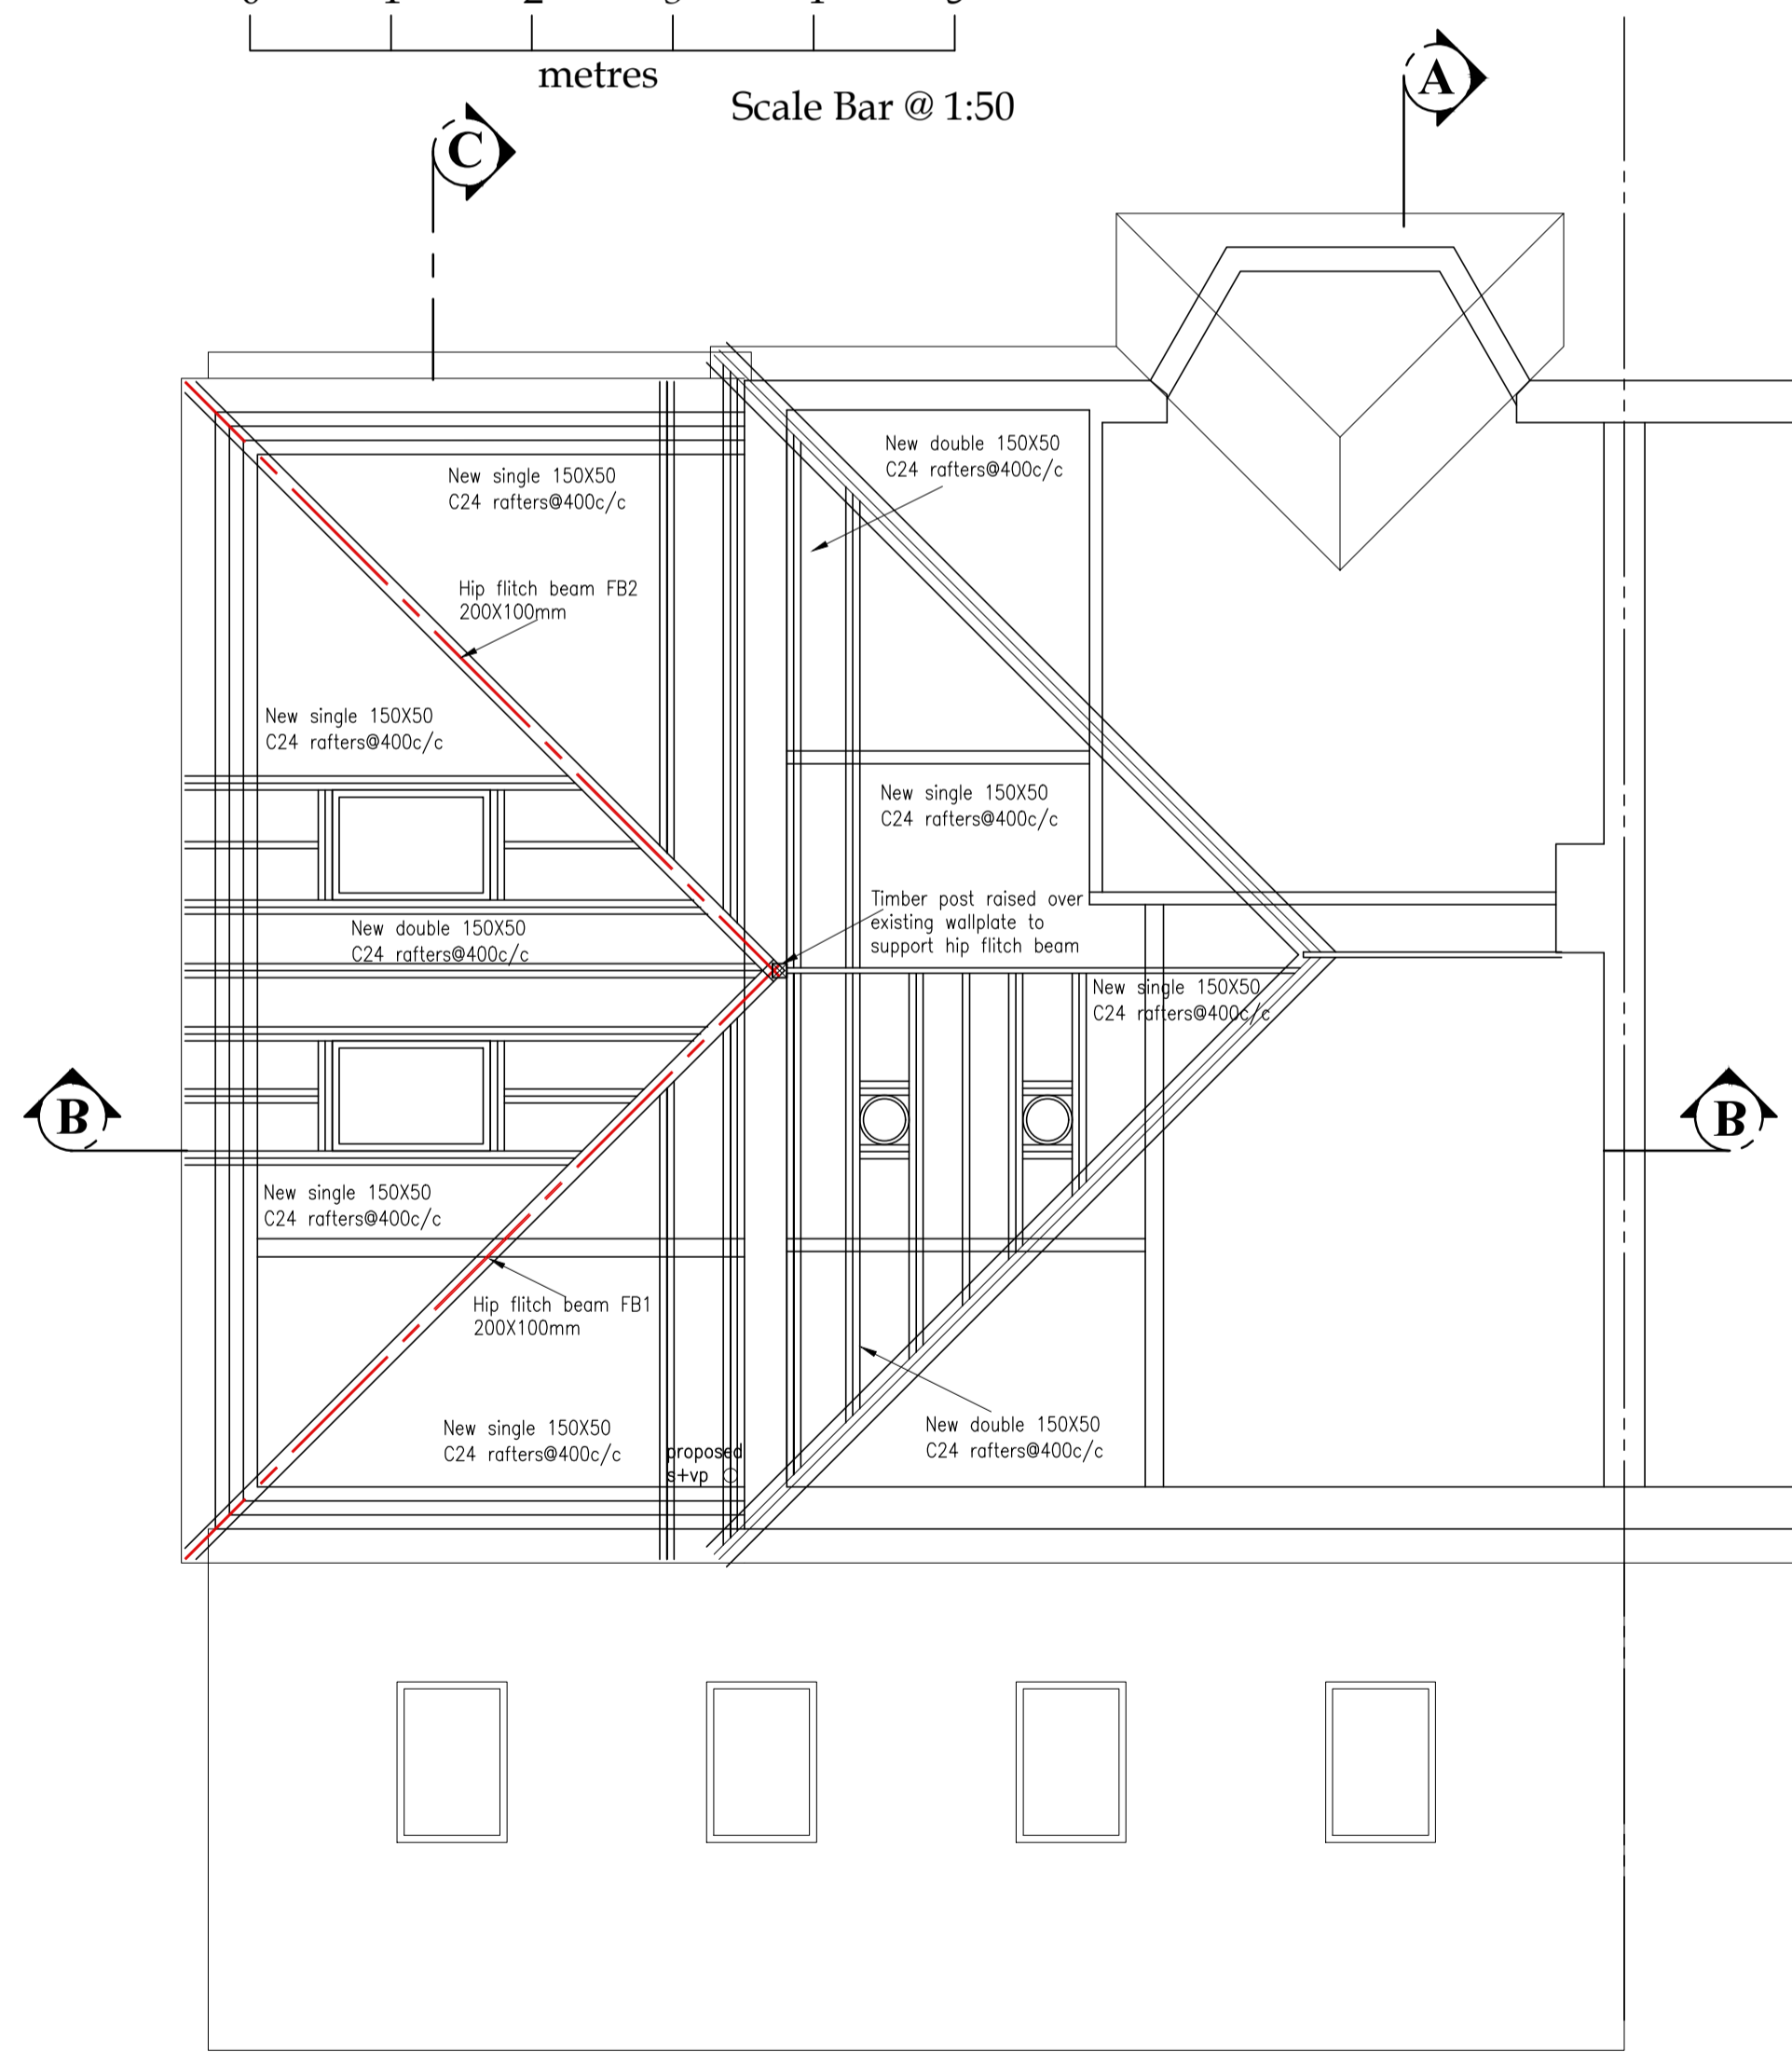 metres
Scale Bar @ 1:50
A
C
New double 150X50
C24 rafters@400c/c
New single 150X50
C24 rafters@400c/c
Hip flitch beam FB2
200X100mm
New single 150X50
C24 rafters@400c/c
New single 150X50
C24 rafters@400c/c
Timber post raised over
existing wallplate to
support hip flitch beam
New double 150X50
C24 rafters@400c/c
New single 150X50
C24 rafters@400c/c
B
B
New single 150X50
C24 rafters@400c/c
Hip flitch beam FB1
200X100mm
New single 150X50
C24 rafters@400c/c
proposed
s+vp
New double 150X50
C24 rafters@400c/c